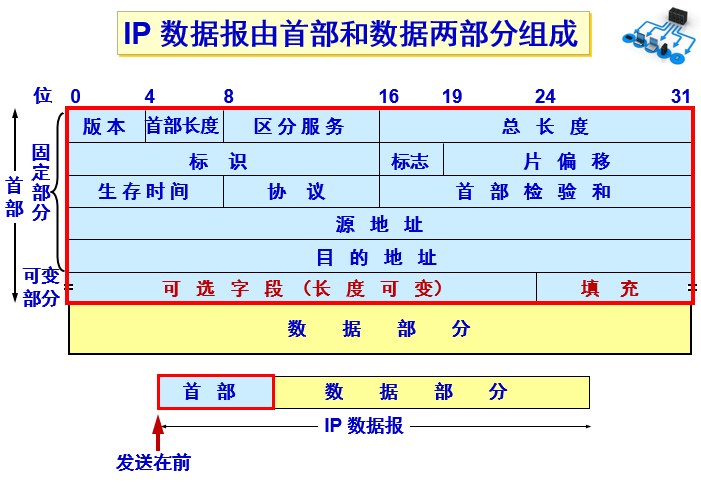 IP 数据报由首部和数据两部分组成
位 0 4 8 16 19 24 31
版本 首部长度 区分服务 总长度
标识 标志 片偏移
生存时间 协议 首部检验和
源地址
目的地址
可选字段（长度可变） 填充
首部
固定部分
可变
部分
数据部分
首部 数据部分
IP 数据报
发送在前